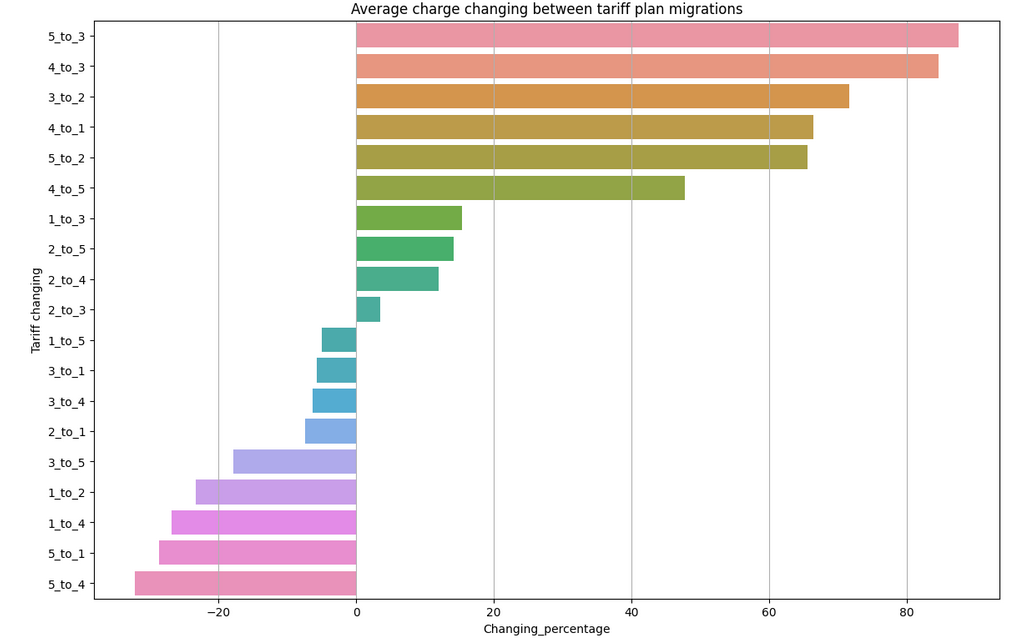 Average charge changing between tariff plan migrations
Tariff changing
5_to_3
4_to_3
3_to_2
4_to_1
5_to_2
4_to_5
1_to_3
2_to_5
2_to_4
2_to_3
1_to_5
3_to_1
3_to_4
2_to_1
3_to_5
1_to_2
1_to_4
5_to_1
5_to_4
−20 0 20 40 60 80
Changing_percentage